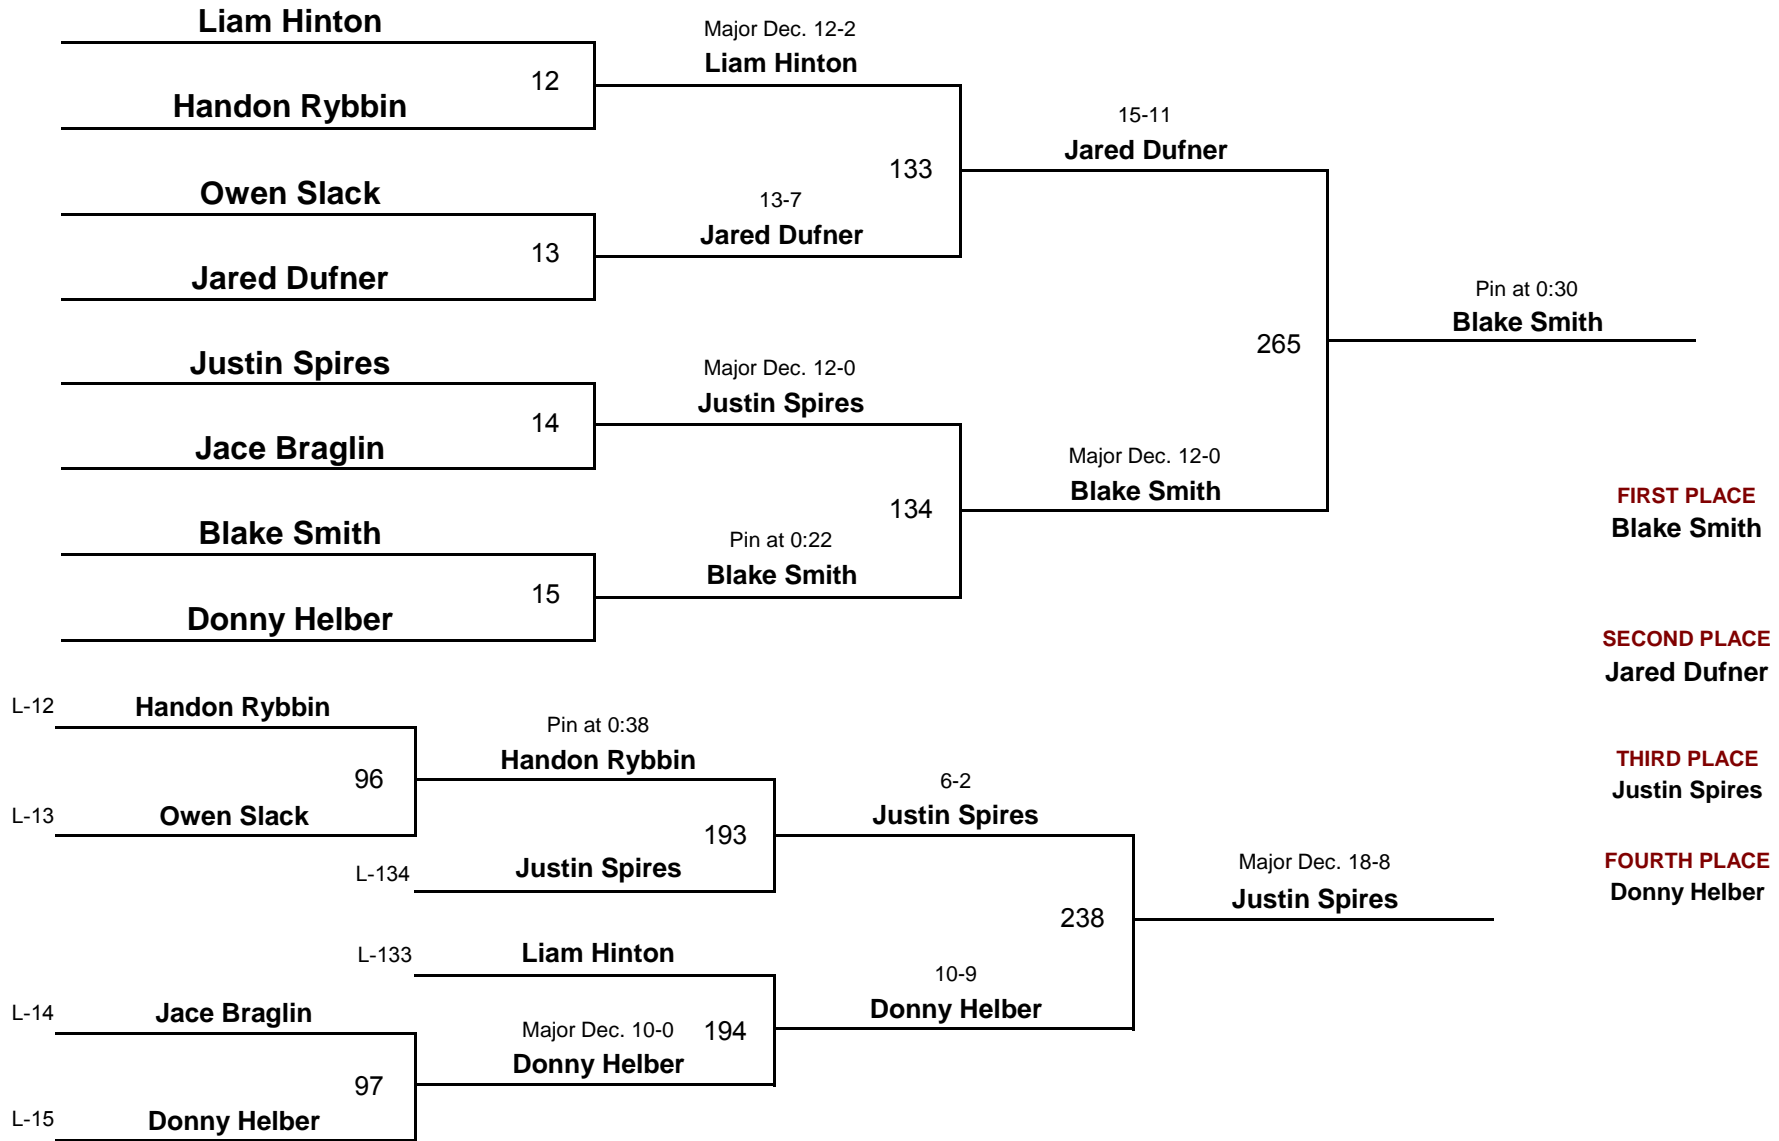 Liam Hinton
Major Dec. 12-2
Liam Hinton
12
Handon Rybbin
15-11
Jared Dufner
133
Owen Slack
13-7
Jared Dufner
13
Jared Dufner
Pin at 0:30
Blake Smith
265
Justin Spires
Major Dec. 12-0
Justin Spires
14
Jace Braglin
Major Dec. 12-0
Blake Smith
134
FIRST PLACE
Blake Smith
Blake Smith
Pin at 0:22
Blake Smith
15
Donny Helber
SECOND PLACE
Jared Dufner
L-12
Handon Rybbin
Pin at 0:38
Handon Rybbin
96
L-13
Owen Slack
6-2
Justin Spires
193
L-134
Justin Spires
THIRD PLACE
Justin Spires
Major Dec. 18-8
Justin Spires
238
FOURTH PLACE
Donny Helber
L-133
Liam Hinton
10-9
Donny Helber
L-14
Jace Braglin
Major Dec. 10-0
194
Donny Helber
97
L-15
Donny Helber